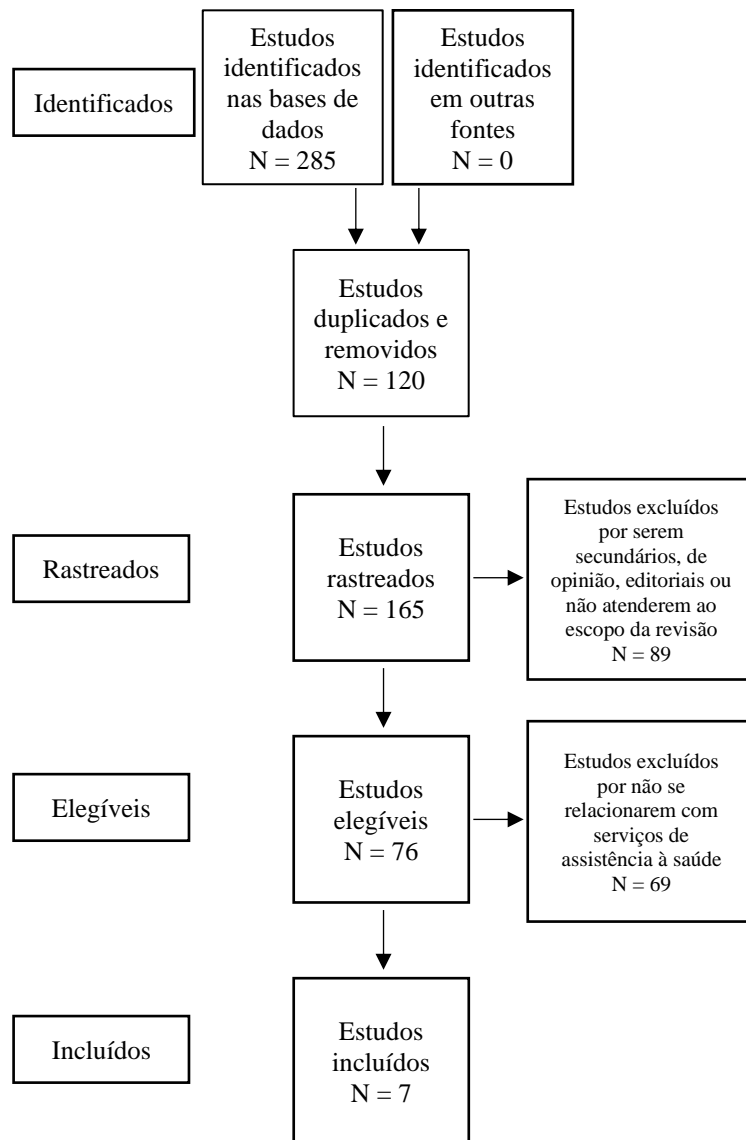 Identificados
Estudos
identificados
nas bases de
dados
N = 285
Estudos
identificados
em outras
fontes
N = 0
Estudos
duplicados e
removidos
N = 120
Rastreados
Estudos
rastreados
N = 165
Estudos excluídos
por serem
secundários, de
opinião, editoriais ou
não atenderem ao
escopo da revisão
N = 89
Elegíveis
Estudos
elegíveis
N = 76
Estudos excluídos
por não se
relacionarem com
serviços de
assistência à saúde
N = 69
Incluídos
Estudos
incluídos
N = 7